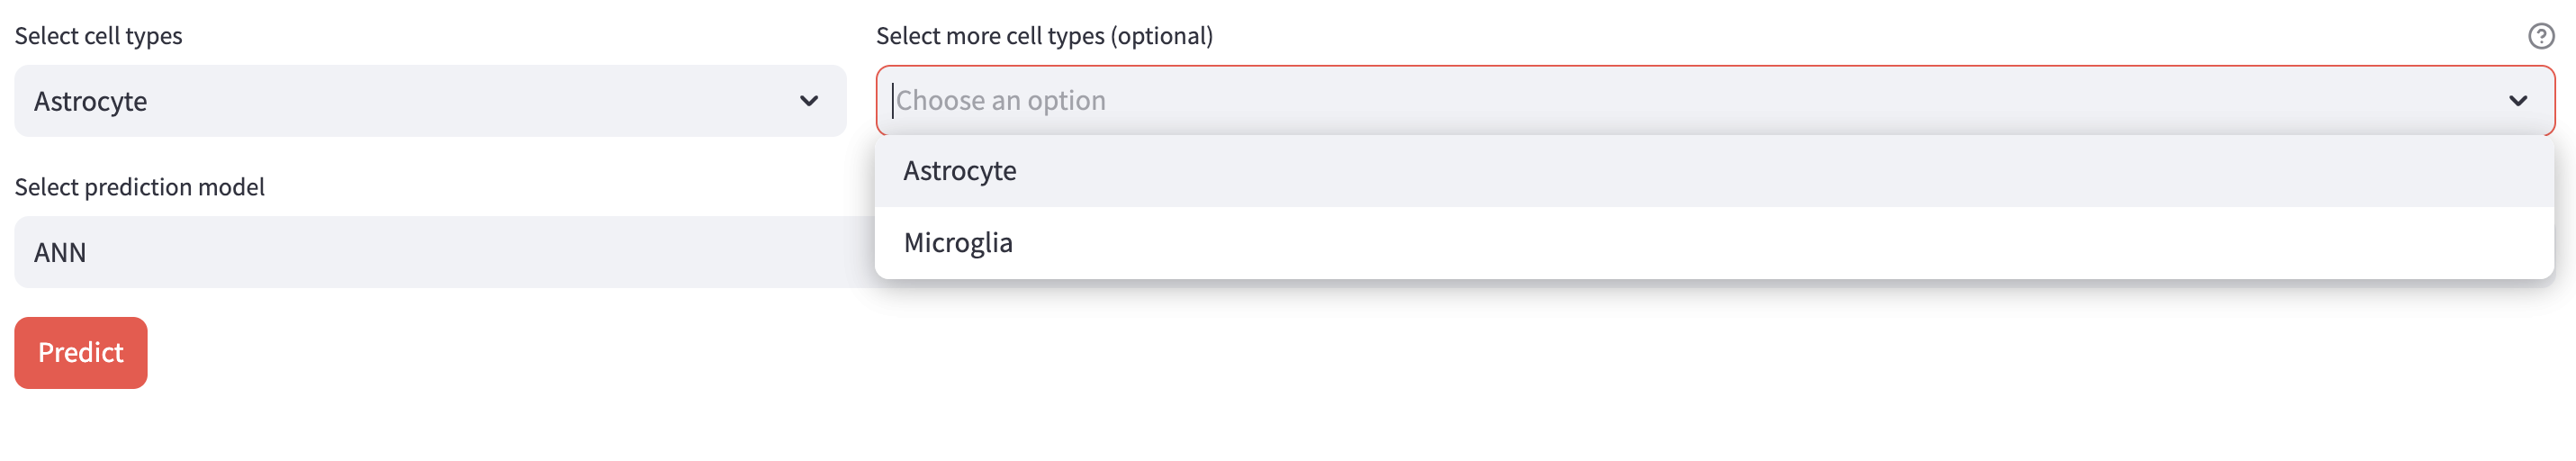 Select cell types
Select more cell types (optional)
Astrocyte
Choose an option
Astrocyte
Microglia
Select prediction model
ANN
Predict